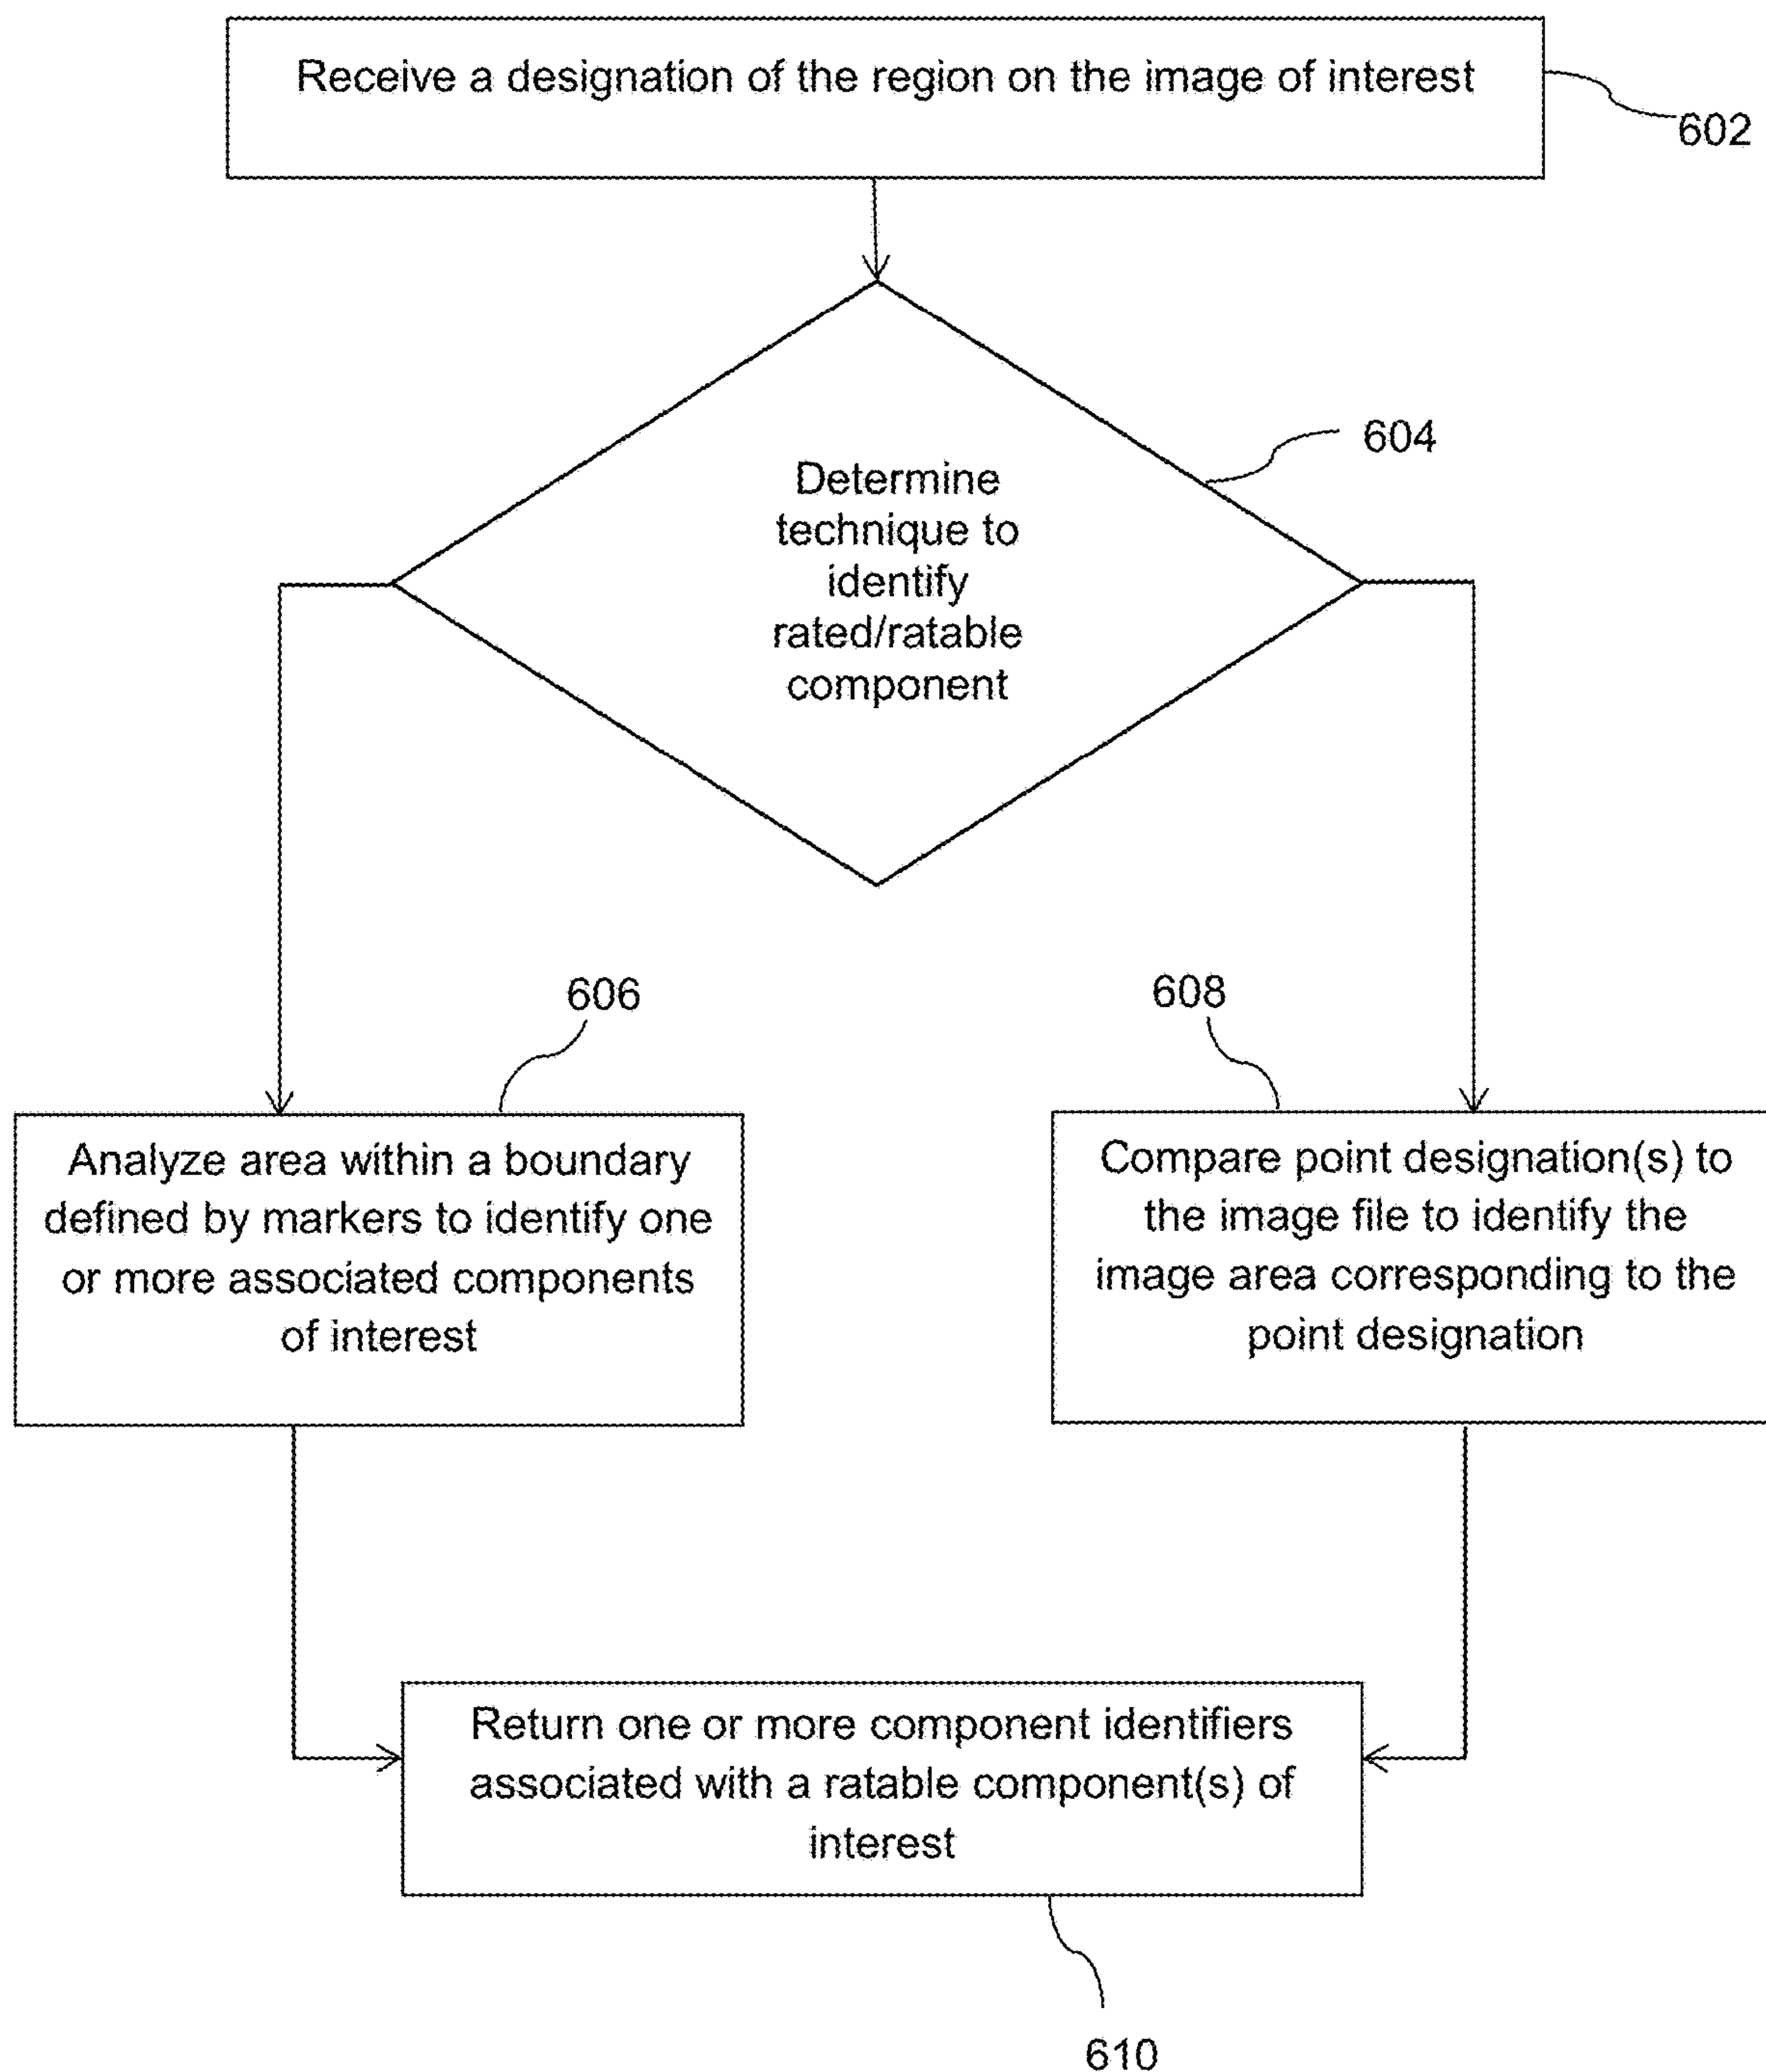 Receive a designation of the region on the image of interest
602
604
Determine
technique to
identify
rated/ratable
component
606
608
Analyze area within a boundary
defined by markers to identify one
or more associated components
of interest
Compare point designation(s) to
the image file to identify the
image area corresponding to the
point designation
Return one or more component identifiers
associated with a ratable component(s) of
interest
610